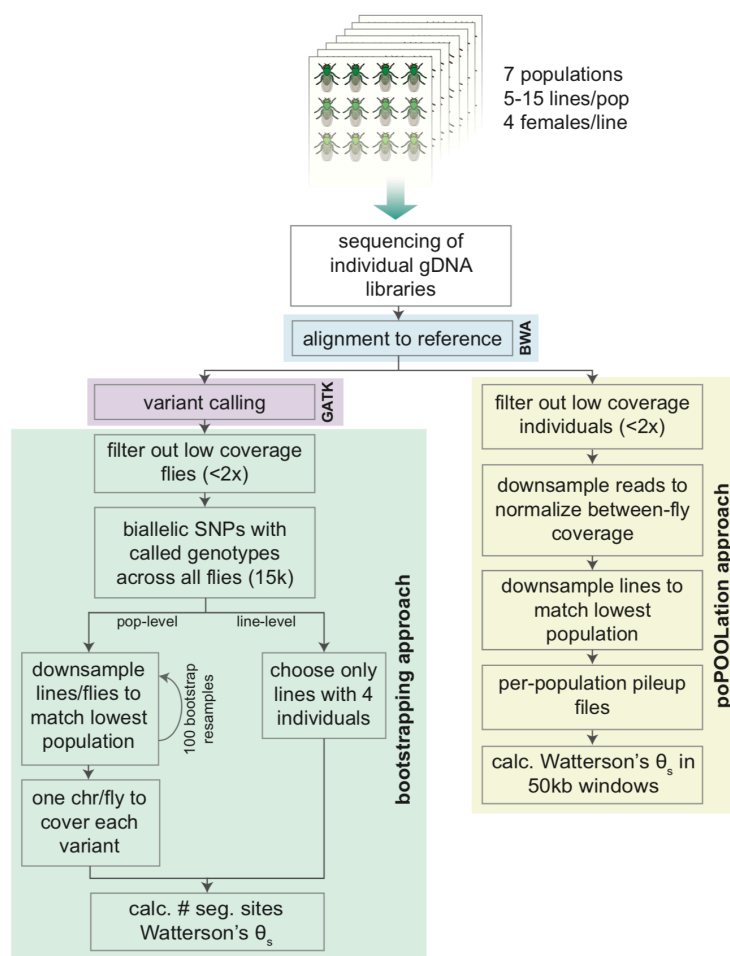 7 populations
5-15 lines/pop
4 females/line
sequencing of
individual gDNA
libraries
alignment to reference
BWA
variant calling
GATK
filter out low coverage
flies (<2x)
biallelic SNPs with
called genotypes
across all flies (15k)
pop-level
line-level
downsample
lines/flies to
match lowest
population
100 bootstrap
resamples
choose only
lines with 4
individuals
one chr/fly to
cover each
variant
calc. # seg. sites
Watterson's θs
bootstrapping approach
filter out low coverage
individuals (<2x)
downsample reads to
normalize between-fly
coverage
downsample lines to
match lowest
population
per-population pileup
files
calc. Watterson's θs in
50kb windows
poPOOLation approach